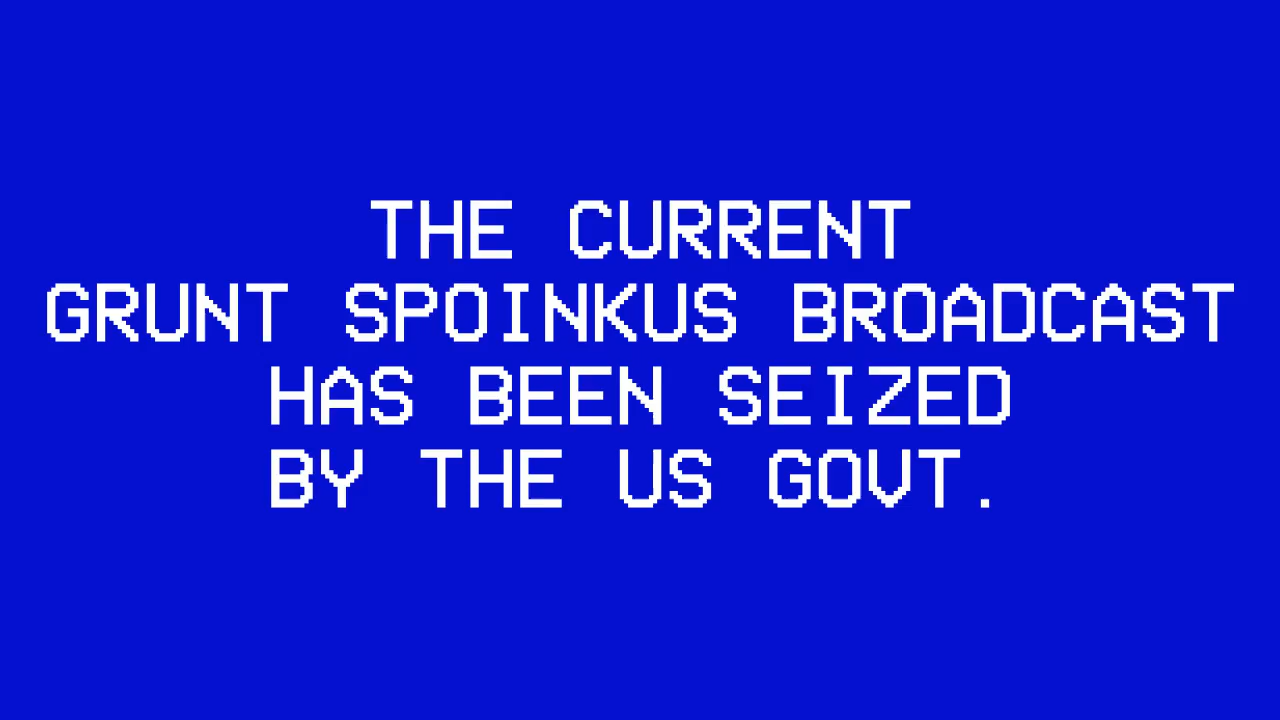 THE CURRENT
GRUNT SPOINKUS BROADCAST
HAS BEEN SEIZED
BY THE US GOVT.